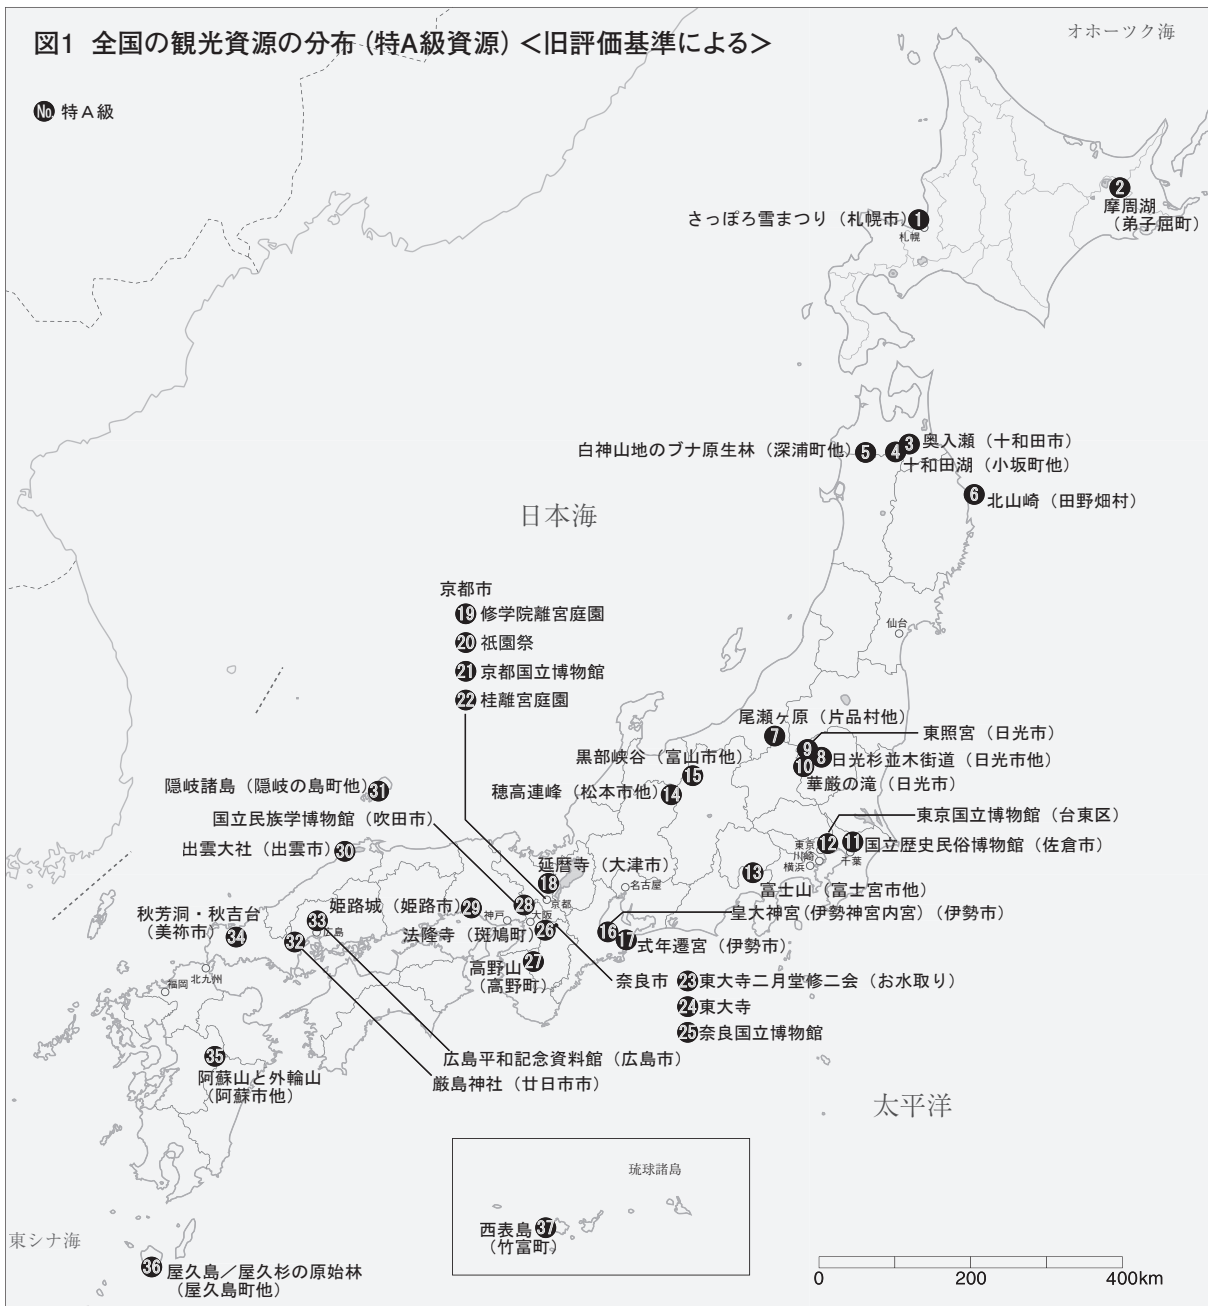 図1 全国の観光資源の分布 (特A級資源) ＜旧評価基準による＞
オホーツク海
No. 特A級
2
摩周湖
（弟子屈町）
さっぽろ雪まつり（札幌市） 1
札幌
白神山地のブナ原生林（深浦町他） 5
3 奥入瀬（十和田市）
4 十和田湖（小坂町他）
6 北山崎（田野畑村）
日本海
仙台
京都市
19 修学院離宮庭園
20 祇園祭
21 京都国立博物館
22 桂離宮庭園
尾瀬ヶ原（片品村他）
7
9 東照宮（日光市）
8 日光杉並木街道（日光市他）
10 華厳の滝（日光市）
黒部峡谷（富山市他）
15
穂高連峰（松本市他） 14
隠岐諸島（隠岐の島町他） 31
国立民族学博物館（吹田市）
28
出雲大社（出雲市） 30
東京国立博物館（台東区）
12
11 国立歴史民俗博物館（佐倉市）
東京
川崎
横浜
千葉
13
富士山（富士宮市他）
延暦寺（大津市）
18
京都
名古屋
姫路城（姫路市） 29
神戸
大阪
法隆寺（斑鳩町） 26
皇大神宮(伊勢神宮内宮)（伊勢市）
16
17 式年遷宮（伊勢市）
高野山
（高野町）
27
奈良市 23 東大寺二月堂修二会（お水取り）
24 東大寺
25 奈良国立博物館
秋芳洞・秋吉台
（美祢市）
34
33
32
広島
福岡
北九州
広島平和記念資料館（広島市）
厳島神社（廿日市市）
35
阿蘇山と外輪山
（阿蘇市他）
太平洋
琉球諸島
西表島 37
（竹富町）
東シナ海
36 屋久島／屋久杉の原始林
（屋久島町他）
0 200 400km